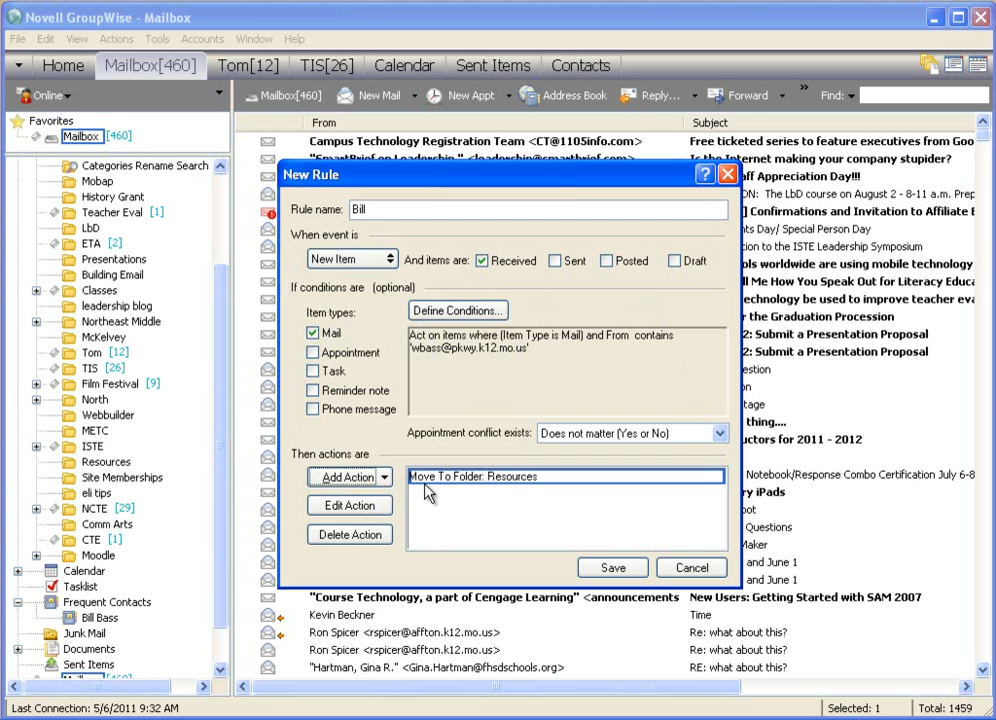 Novell GroupWise - Mailbox
File Edit View Actions Tools Accounts Window Help
Home Mailbox[460] Tom[12] TIS[26] Calendar Sent Items Contacts
Online Mailbox[460] New Mail New Appt Address Book Reply... Forward » Find:
Favorites
Mailbox [460]
Categories Rename Search
Mobap
History Grant
Teacher Eval [1]
LbD
ETA [2]
Presentations
Building Email
Classes
leadership blog
Northeast Middle
McKelvey
Tom [12]
TIS [26]
Film Festival [9]
North
Webbuilder
METC
ISTE
Resources
Site Memberships
eli tips
NCTE [29]
Comm Arts
CTE [1]
Moodle
Calendar
Tasklist
Frequent Contacts
Bill Bass
Junk Mail
Documents
Sent Items
From Subject
Campus Technology Registration Team <CT@1105info.com> Free ticketed series to feature executives from Goo
"SmartBrief on Leadership " <leadership@smartbrief.com> Is the Internet making your company stupider?
aff Appreciation Day!!!
ON: The LbD course on August 2 - 8-11 a.m. Prep
] Confirmations and Invitation to Affiliate E
nts Day/ Special Person Day
ion to the ISTE Leadership Symposium
ols worldwide are using mobile technology
l Me How You Speak Out for Literacy Educa
echnology be used to improve teacher eva
r the Graduation Procession
2: Submit a Presentation Proposal
2: Submit a Presentation Proposal
estion
tage
thing....
uctors for 2011 - 2012
Notebook/Response Combo Certification July 6-8
y iPads
oot
Questions
Maker
and June 1
and June 1
"Course Technology, a part of Cengage Learning" <announcements New Users: Getting Started with SAM 2007
Kevin Beckner Time
Ron Spicer <rspicer@affton.k12.mo.us> Re: what about this?
Ron Spicer <rspicer@affton.k12.mo.us> Re: what about this?
"Hartman, Gina R." <Gina.Hartman@fhsdschools.org> RE: what about this?
New Rule
Rule name: Bill
When event is
New Item And items are: Received Sent Posted Draft
If conditions are (optional)
Item types: Define Conditions...
Mail
Appointment
Task
Reminder note
Phone message
Act on items where (Item Type is Mail) and From contains
'wbass@pkwy.k12.mo.us'
Appointment conflict exists: Does not matter (Yes or No)
Then actions are
Add Action Move To Folder: Resources
Edit Action
Delete Action
Save Cancel
Last Connection: 5/6/2011 9:32 AM Selected: 1 Total: 1459